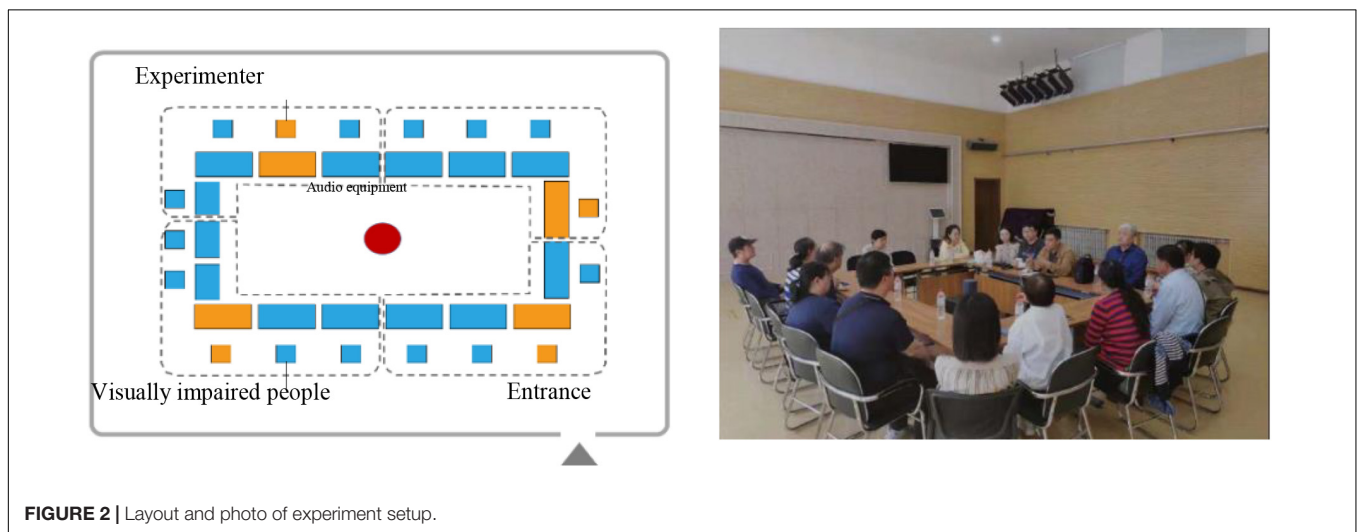 Experimenter
Audio equipment
Visually impaired people
Entrance
FIGURE 2 | Layout and photo of experiment setup.